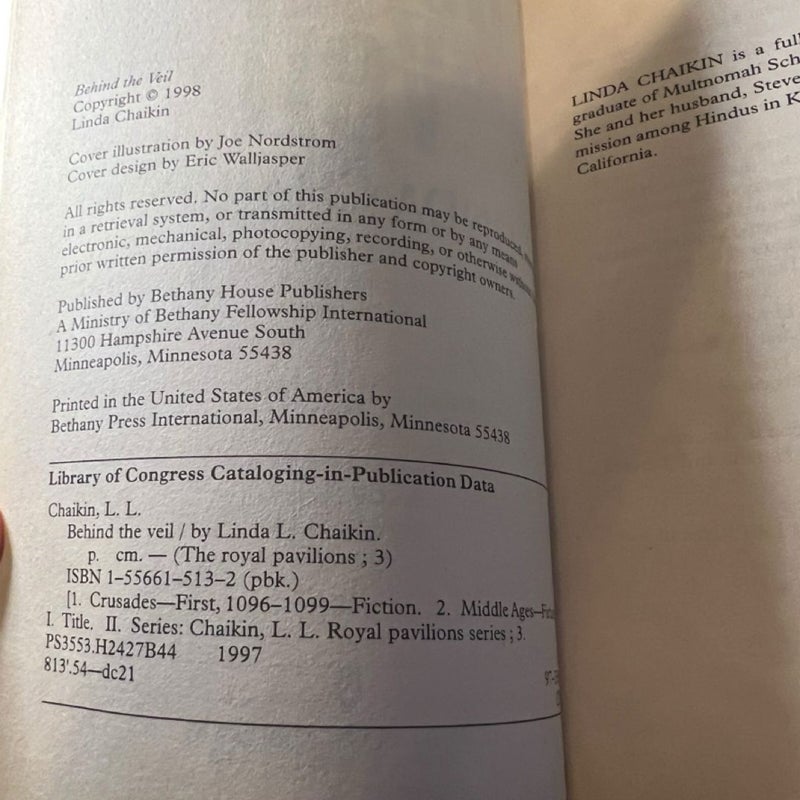 Behind the Veil
Copyright © 1998
Linda Chaikin
Cover illustration by Joe Nordstrom
Cover design by Eric Walljasper
All rights reserved. No part of this publication may be reproduced,
in a retrieval system, or transmitted in any form or by any means
electronic, mechanical, photocopying, recording, or otherwise without
prior written permission of the publisher and copyright owners.
Published by Bethany House Publishers
A Ministry of Bethany Fellowship International
11300 Hampshire Avenue South
Minneapolis, Minnesota 55438
Printed in the United States of America by
Bethany Press International, Minneapolis, Minnesota 55438
Library of Congress Cataloging-in-Publication Data
Chaikin, L. L.
Behind the veil / by Linda L. Chaikin.
p. cm. — (The royal pavilions ; 3)
ISBN 1–55661–513–2 (pbk.)
[1. Crusades—First, 1096–1099—Fiction. 2. Middle Ages—
I. Title. II. Series: Chaikin, L. L. Royal pavilions series ; 3.
PS3553.H2427B44 1997
813'.54—dc21
LINDA CHAIKIN is a full
graduate of Multnomah Sch
She and her husband, Steve
mission among Hindus in K
California.